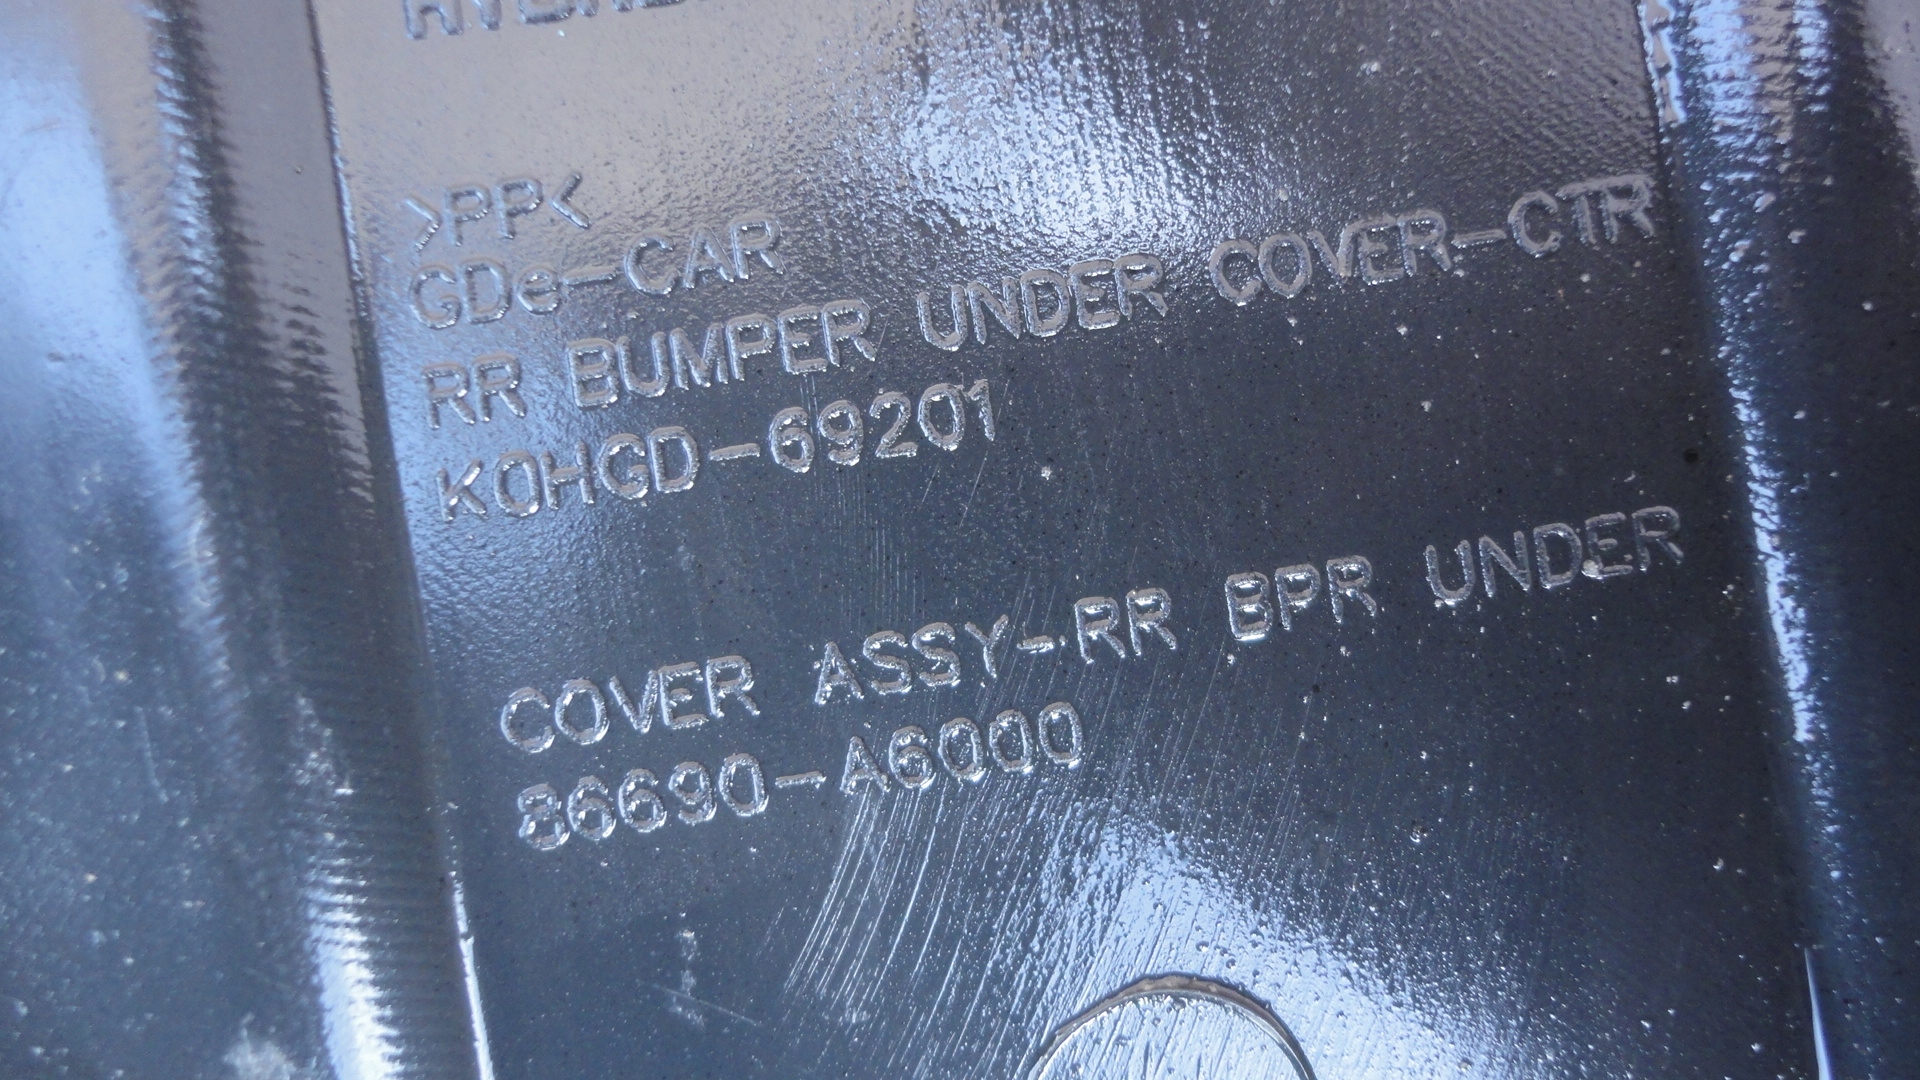 >PP<
GDe-CAR
RR BUMPER UNDER COVER-CTR
K0HGD-69201
COVER ASSY-RR BPR UNDER
86690-A6000